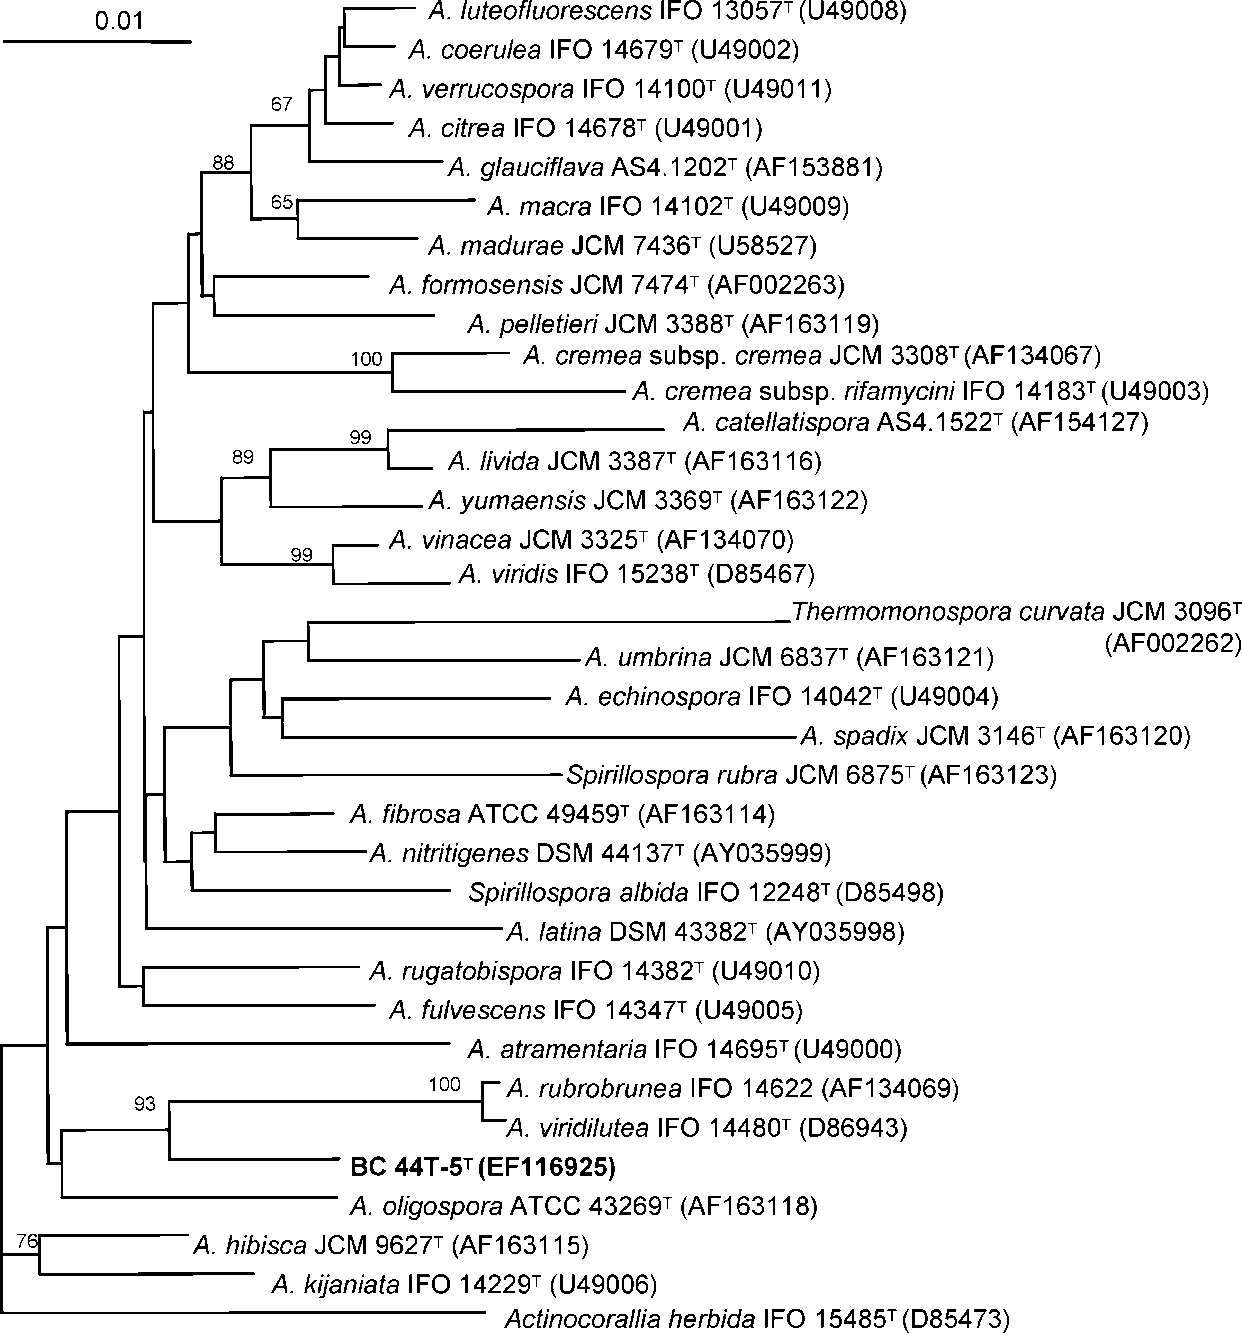 0.01
A. luteofluorescens IFO 13057ᵀ (U49008)
A. coerulea IFO 14679ᵀ (U49002)
A. verrucospora IFO 14100ᵀ (U49011)
67
A. citrea IFO 14678ᵀ (U49001)
88
A. glauciflava AS4.1202ᵀ (AF153881)
65
A. macra IFO 14102ᵀ (U49009)
A. madurae JCM 7436ᵀ (U58527)
A. formosensis JCM 7474ᵀ (AF002263)
A. pelletieri JCM 3388ᵀ (AF163119)
100
A. cremea subsp. cremea JCM 3308ᵀ (AF134067)
A. cremea subsp. rifamycini IFO 14183ᵀ (U49003)
A. catellatispora AS4.1522ᵀ (AF154127)
99
89
A. livida JCM 3387ᵀ (AF163116)
A. yumaensis JCM 3369ᵀ (AF163122)
A. vinacea JCM 3325ᵀ (AF134070)
99
A. viridis IFO 15238ᵀ (D85467)
Thermomonospora curvata JCM 3096ᵀ
(AF002262)
A. umbrina JCM 6837ᵀ (AF163121)
A. echinospora IFO 14042ᵀ (U49004)
A. spadix JCM 3146ᵀ (AF163120)
Spirillospora rubra JCM 6875ᵀ (AF163123)
A. fibrosa ATCC 49459ᵀ (AF163114)
A. nitritigenes DSM 44137ᵀ (AY035999)
Spirillospora albida IFO 12248ᵀ (D85498)
A. latina DSM 43382ᵀ (AY035998)
A. rugatobispora IFO 14382ᵀ (U49010)
A. fulvescens IFO 14347ᵀ (U49005)
A. atramentaria IFO 14695ᵀ (U49000)
100
A. rubrobrunea IFO 14622 (AF134069)
93
A. viridilutea IFO 14480ᵀ (D86943)
BC 44T-5ᵀ (EF116925)
A. oligospora ATCC 43269ᵀ (AF163118)
76
A. hibisca JCM 9627ᵀ (AF163115)
A. kijaniata IFO 14229ᵀ (U49006)
Actinocorallia herbida IFO 15485ᵀ (D85473)